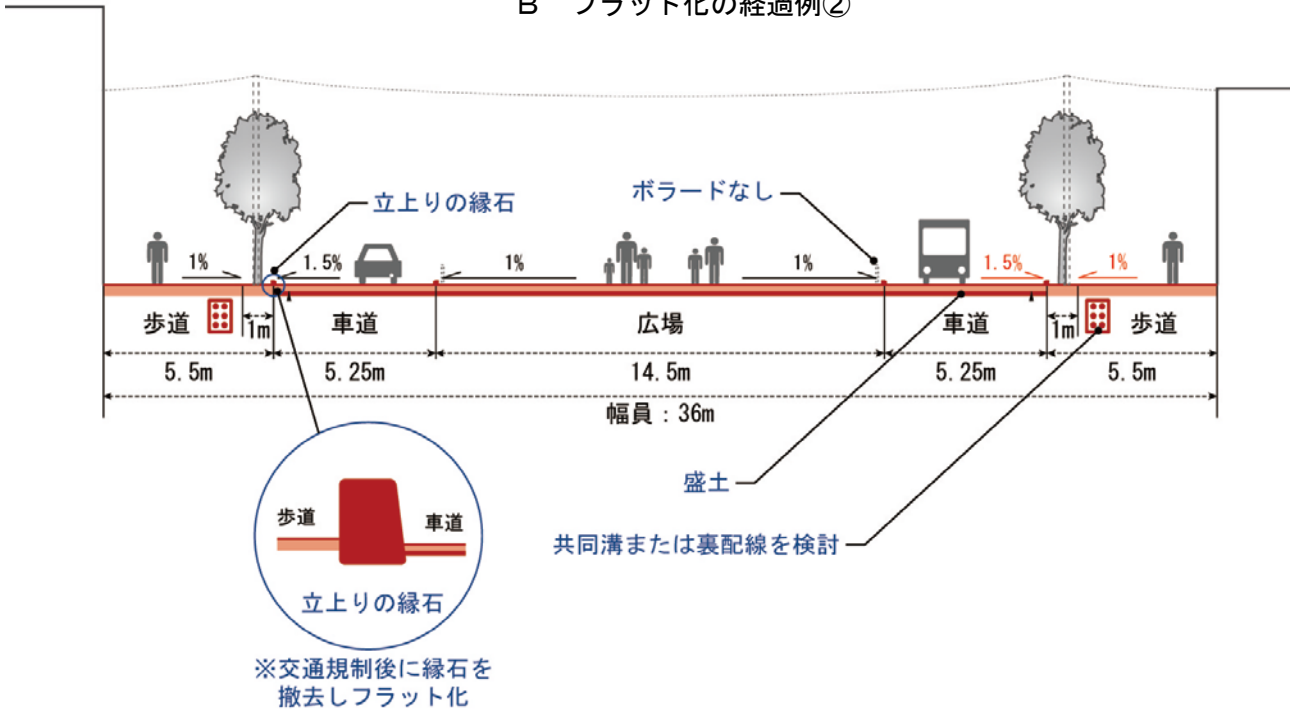 B フラット化の経過例②
立上りの縁石
ボラードなし
1%
1.5%
1%
1%
1.5%
1%
歩道
1m
車道
広場
車道
1m
歩道
5.5m
5.25m
14.5m
5.25m
5.5m
幅員：36m
盛土
歩道
車道
共同溝または裏配線を検討
立上りの縁石
※交通規制後に縁石を
撤去しフラット化